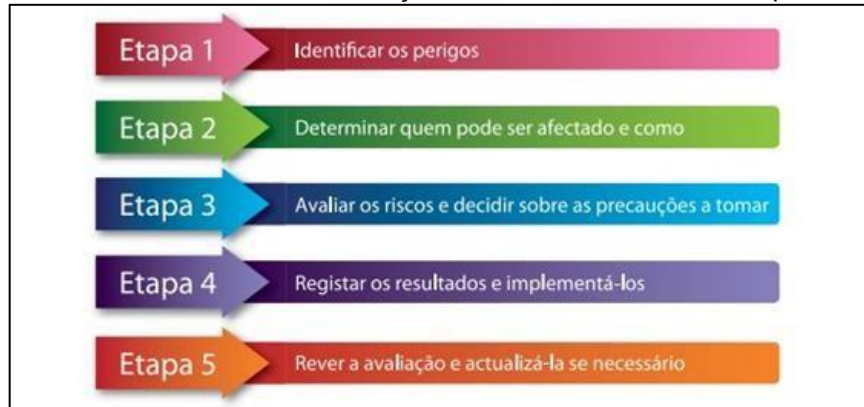 Etapa 1 Identificar os perigos
Etapa 2 Determinar quem pode ser afectado e como
Etapa 3 Avaliar os riscos e decidir sobre as precauções a tomar
Etapa 4 Registar os resultados e implementá-los
Etapa 5 Rever a avaliação e actualizá-la se necessário